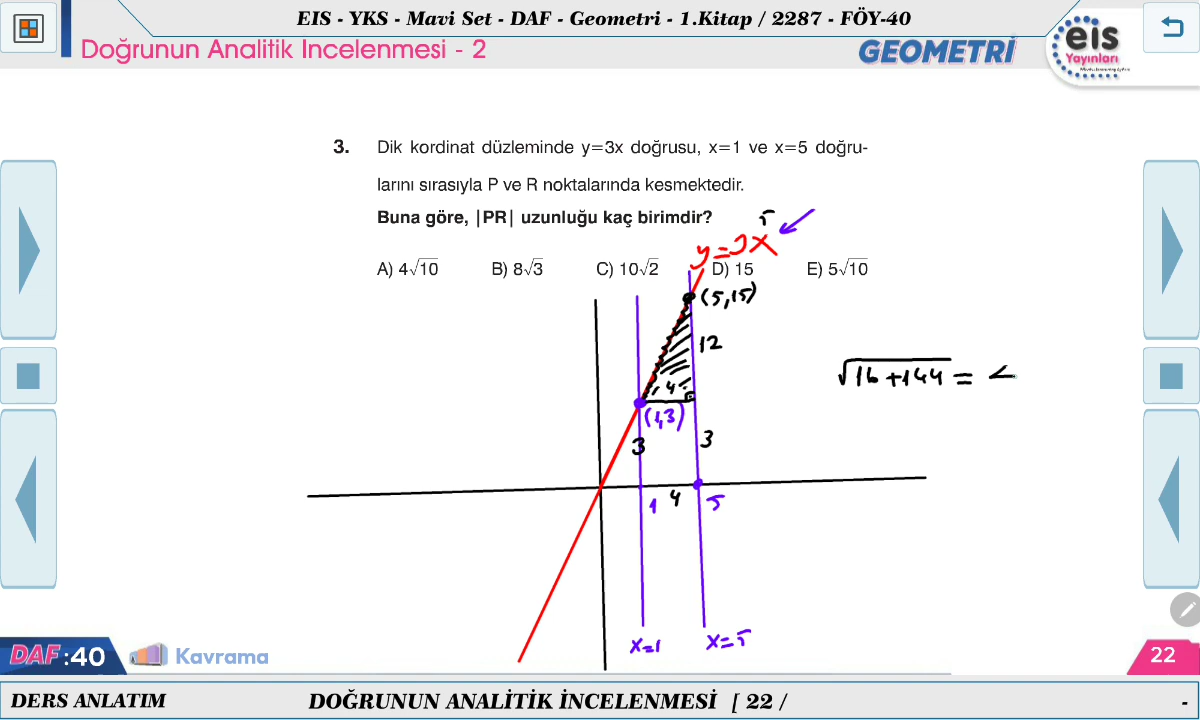 EIS - YKS - Mavi Set - DAF - Geometri - 1.Kitap / 2287 - FÖY-40
Doğrunun Analitik İncelenmesi - 2
GEOMETRİ
eis
Yayınları
3. Dik kordinat düzleminde y=3x doğrusu, x=1 ve x=5 doğru-
larını sırasıyla P ve R noktalarında kesmektedir.
Buna göre, |PR| uzunluğu kaç birimdir?
5
y=3x
A) 4√10 B) 8√3 C) 10√2 D) 15 E) 5√10
(5,15)
12
√16+144 =
4
(1,3)
3
3
1
4
5
x=1
x=5
DAF:40
Kavrama
22
DERS ANLATIM
DOĞRUNUN ANALİTİK İNCELENMESİ [ 22 /
-